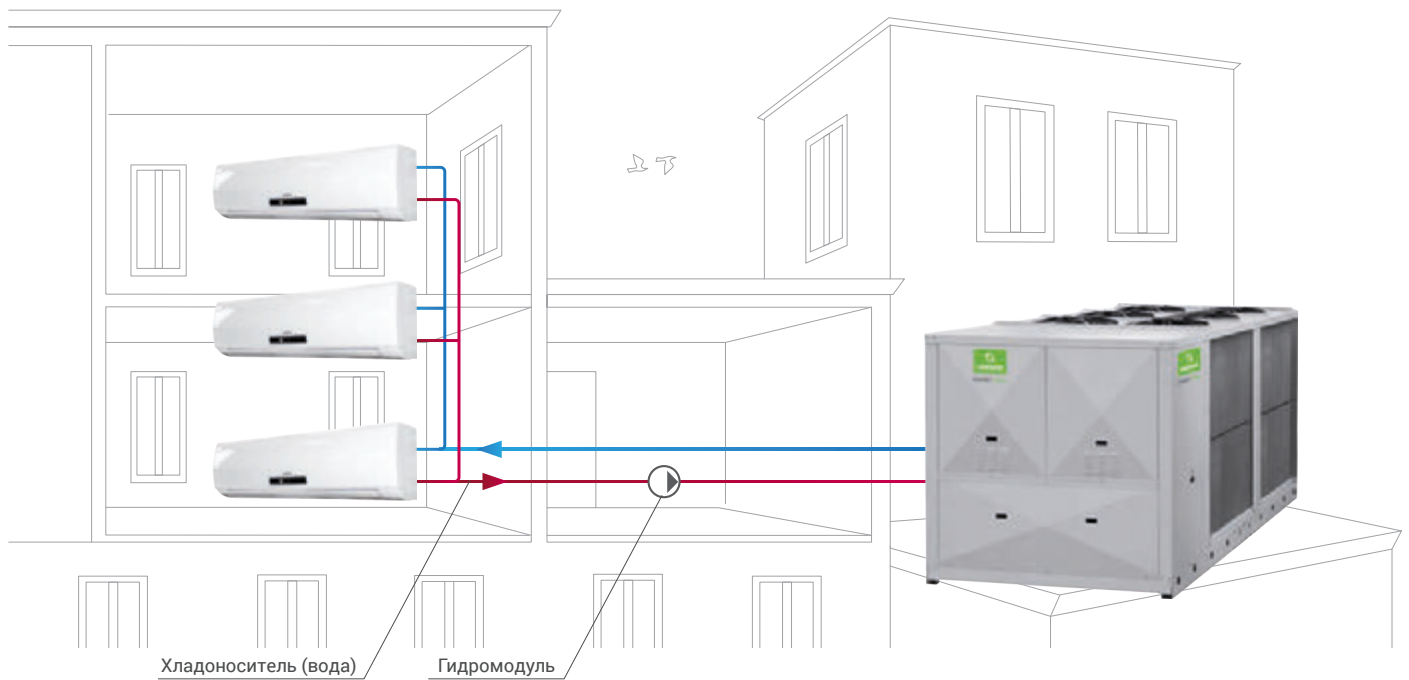 Хладоноситель (вода)
Гидромодуль